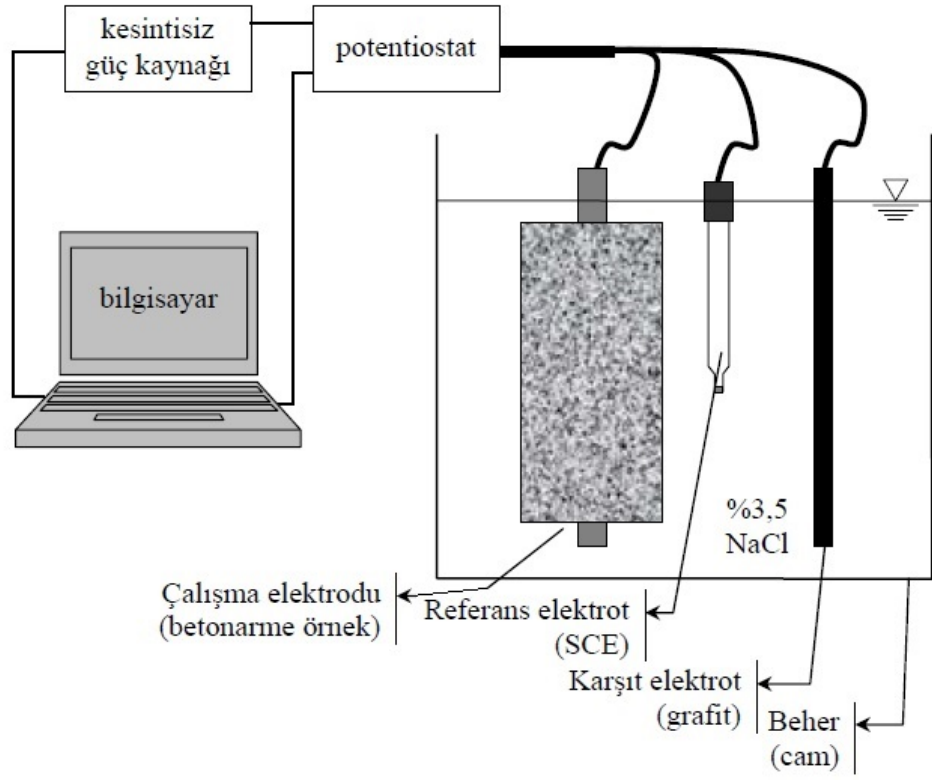 kesintisiz
güç kaynağı
potentiostat
bilgisayar
%3,5
NaCl
Çalışma elektrodu
(betonarme örnek)
Referans elektrot
(SCE)
Karşıt elektrot
(grafit)
Beher
(cam)